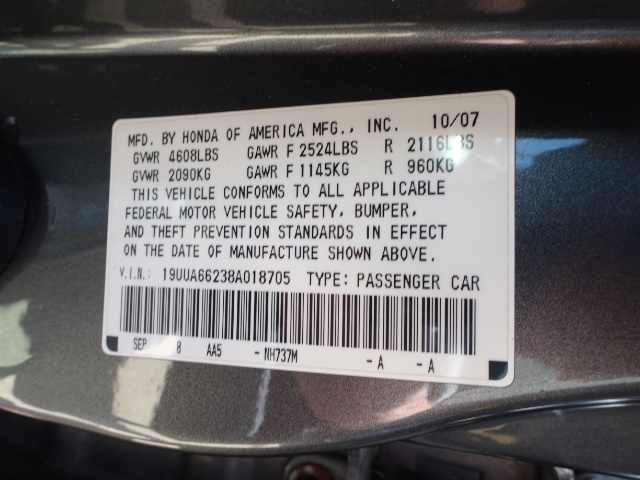 MFD. BY HONDA OF AMERICA MFG., INC. 10/07
GVWR 4608LBS GAWR F 2524LBS R 2116LBS
GVWR 2090KG GAWR F 1145KG R 960KG
THIS VEHICLE CONFORMS TO ALL APPLICABLE
FEDERAL MOTOR VEHICLE SAFETY, BUMPER,
AND THEFT PREVENTION STANDARDS IN EFFECT
ON THE DATE OF MANUFACTURE SHOWN ABOVE.
V.I.N.: 19UUA66238A018705 TYPE: PASSENGER CAR
SEP 8 AA5 -NH737M -A -A